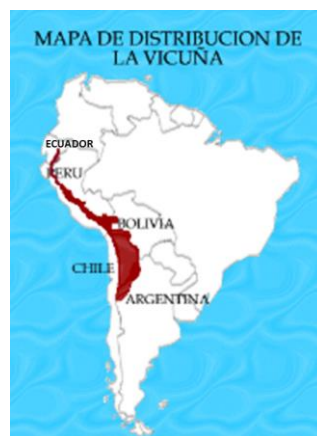 MAPA DE DISTRIBUCION DE
LA VICUÑA
ECUADOR
PERU
BOLIVIA
CHILE
ARGENTINA